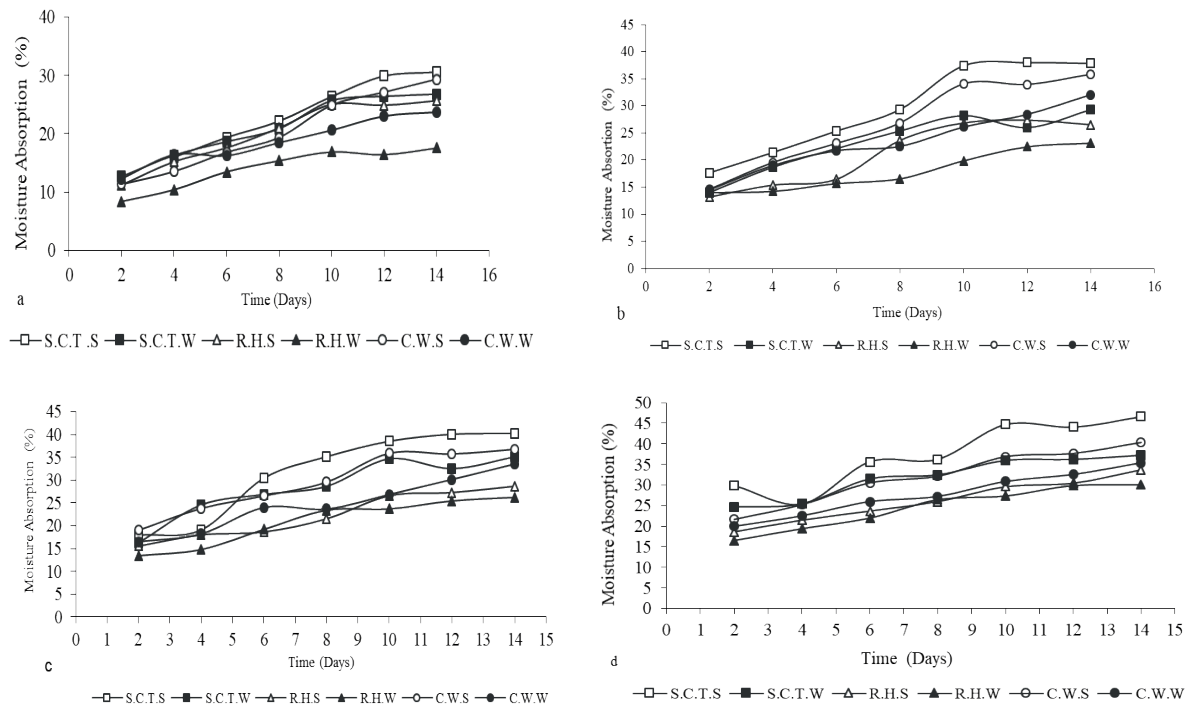 Moisture Absorption (%)
40
30
20
10
0
0 2 4 6 8 10 12 14 16
Time (Days)
a
S.C.T .S S.C.T.W R.H.S R.H.W C.W.S C.W.W
Moisture Absortion (%)
45
40
35
30
25
20
15
10
5
0
0 2 4 6 8 10 12 14 16
Time (Days)
b
S.C.T.S S.C.T.W R.H.S R.H.W C.W.S C.W.W
Moisture Absorption (%)
45
40
35
30
25
20
15
10
5
0
0 1 2 3 4 5 6 7 8 9 10 11 12 13 14 15
Time (Days)
c
S.C.T.S S.C.T.W R.H.S R.H.W C.W.S C.W.W
Moisture Absorption (%)
50
45
40
35
30
25
20
15
10
5
0
0 1 2 3 4 5 6 7 8 9 10 11 12 13 14 15
Time (Days)
d
S.C.T.S S.C.T.W R.H.S R.H.W C.W.S C.W.W